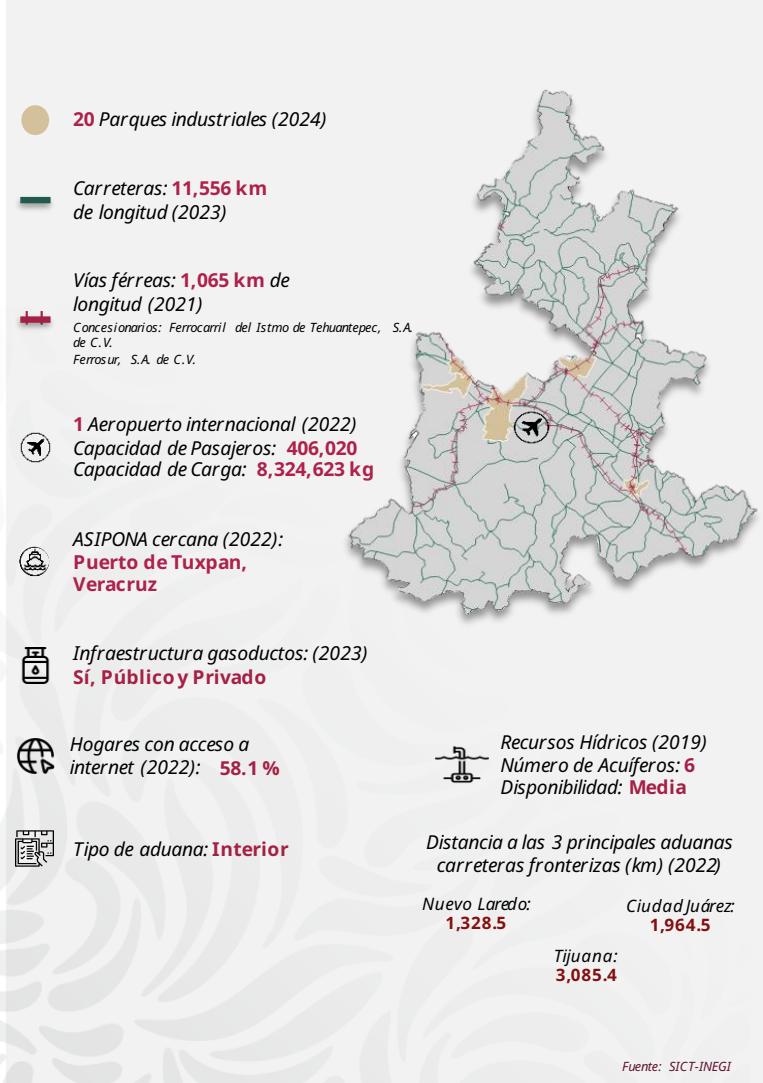 20 Parques industriales (2024)
Carreteras: 11,556 km
de longitud (2023)
Vías férreas: 1,065 km de
longitud (2021)
Concesionarios: Ferrocarril del Istmo de Tehuantepec, S.A.
de C.V.
Ferrosur, S.A. de C.V.
1 Aeropuerto internacional (2022)
Capacidad de Pasajeros: 406,020
Capacidad de Carga: 8,324,623 kg
ASIPONA cercana (2022):
Puerto de Tuxpan,
Veracruz
Infraestructura gasoductos: (2023)
Sí, Público y Privado
Hogares con acceso a
internet (2022): 58.1 %
Tipo de aduana: Interior
Recursos Hídricos (2019)
Número de Acuíferos: 6
Disponibilidad: Media
Distancia a las 3 principales aduanas
carreteras fronterizas (km) (2022)
Nuevo Laredo:
1,328.5
Ciudad Juárez:
1,964.5
Tijuana:
3,085.4
Fuente: SICT-INEGI